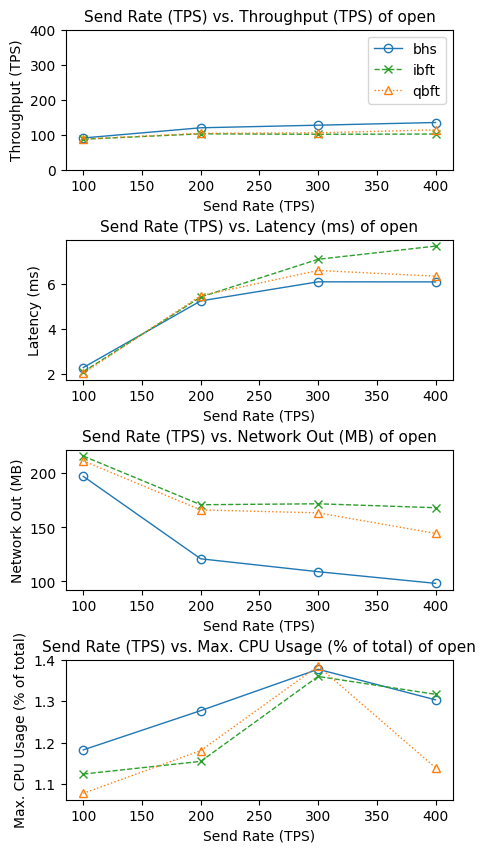 Send Rate (TPS) vs. Throughput (TPS) of open
Throughput (TPS)
400
300
200
100
0
bhs
ibft
qbft
100 150 200 250 300 350 400
Send Rate (TPS)
Send Rate (TPS) vs. Latency (ms) of open
Latency (ms)
6
4
2
100 150 200 250 300 350 400
Send Rate (TPS)
Send Rate (TPS) vs. Network Out (MB) of open
Network Out (MB)
200
150
100
100 150 200 250 300 350 400
Send Rate (TPS)
Send Rate (TPS) vs. Max. CPU Usage (% of total) of open
Max. CPU Usage (% of total)
1.4
1.3
1.2
1.1
100 150 200 250 300 350 400
Send Rate (TPS)